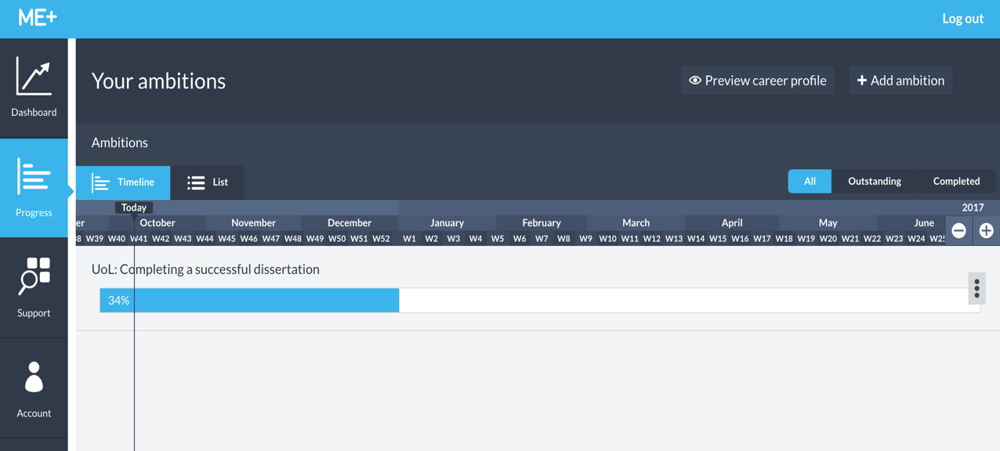 ME+
Log out
Your ambitions
Preview career profile
+ Add ambition
Dashboard
Ambitions
Timeline
List
All
Outstanding
Completed
Progress
Today
2017
er October November December January February March April May June
38 W39 W40 W41 W42 W43 W44 W45 W46 W47 W48 W49 W50 W51 W52 W1 W2 W3 W4 W5 W6 W7 W8 W9 W10 W11 W12 W13 W14 W15 W16 W17 W18 W19 W20 W21 W22 W23 W24 W25
UoL: Completing a successful dissertation
34%
Support
Account